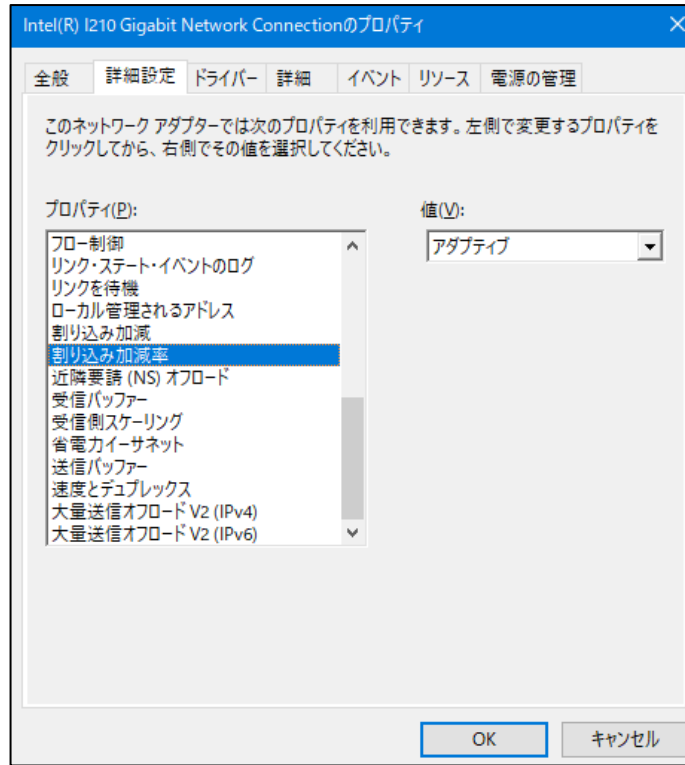 Intel(R) I210 Gigabit Network Connectionのプロパティ
全般 詳細設定 ドライバー 詳細 イベント リソース 電源の管理
このネットワーク アダプターでは次のプロパティを利用できます。左側で変更するプロパティを
クリックしてから、右側でその値を選択してください。
プロパティ(P):
値(V):
フロー制御
リンク・ステート・イベントのログ
リンクを待機
ローカル管理されるアドレス
割り込み加減
割り込み加減率
近隣要請 (NS) オフロード
受信バッファー
受信側スケーリング
省電力イーサネット
送信バッファー
速度とデュプレックス
大量送信オフロード V2 (IPv4)
大量送信オフロード V2 (IPv6)
アダプティブ
OK
キャンセル